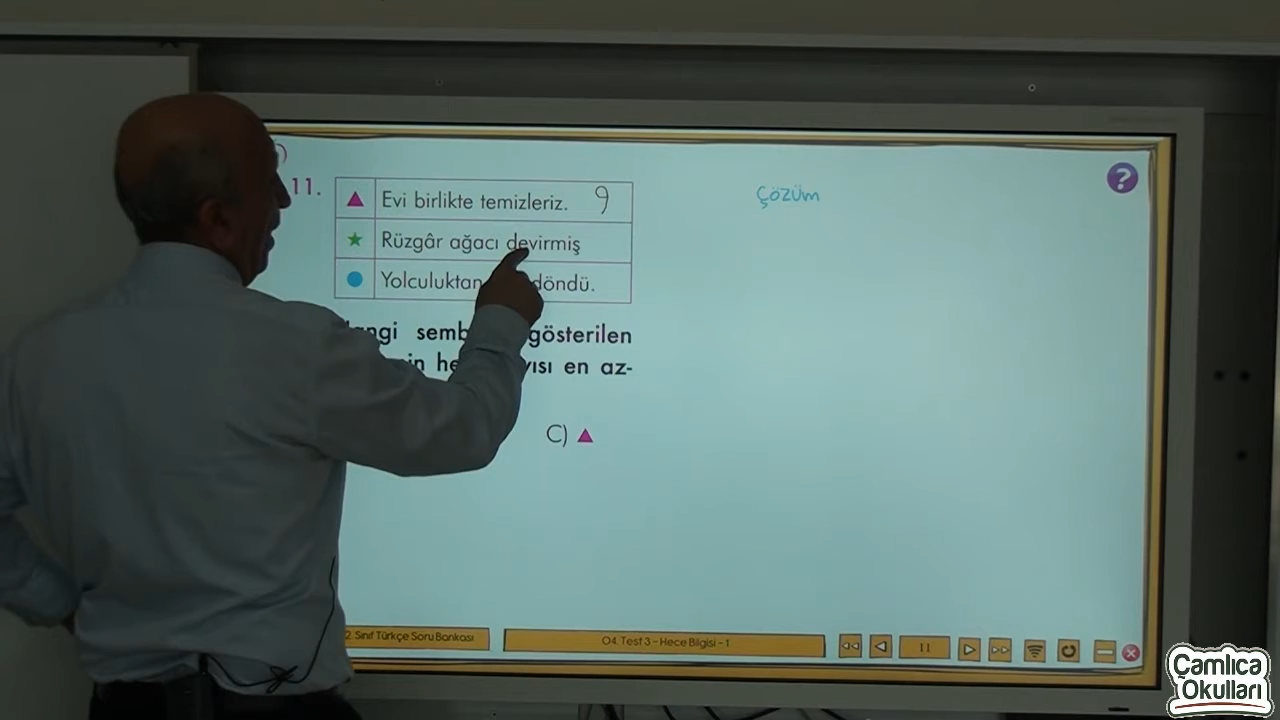 11.
▲ Evi birlikte temizleriz. 9
★ Rüzgâr ağacı devirmiş
● Yolculuktan döndü.
gösterilen
en az-
C) ▲
Çözüm
?
2. Sınıf Türkçe Soru Bankası
04. Test 3 - Hece Bilgisi - 1
11
Çamlıca
Okulları